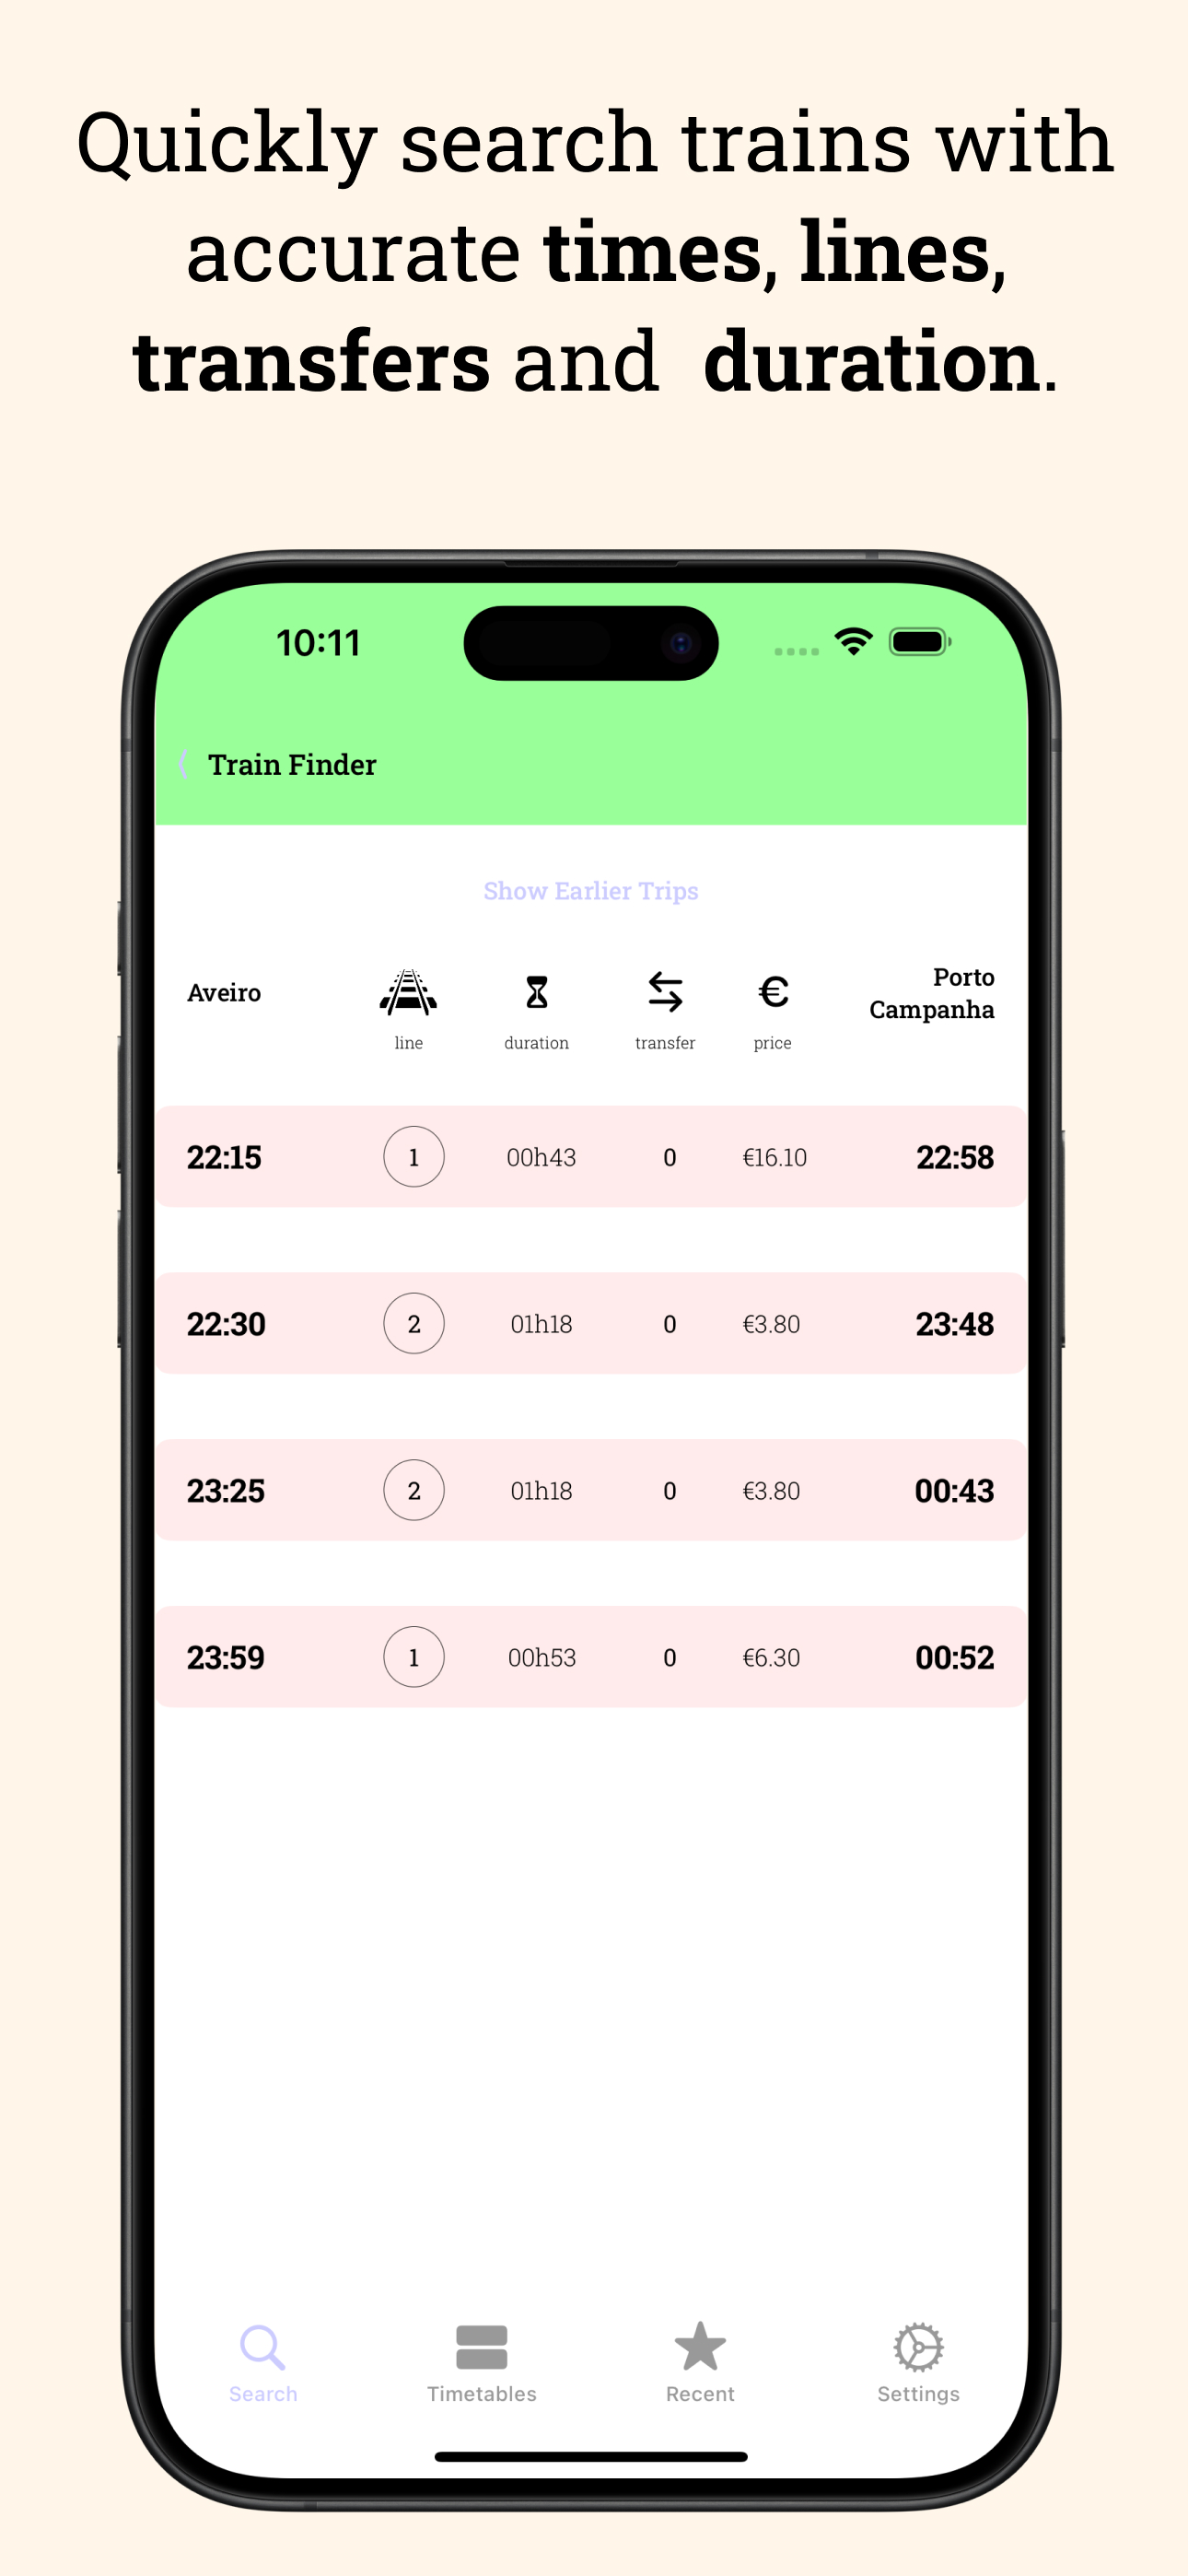 Quickly search trains with
accurate times, lines,
transfers and  duration.
10:11
Train Finder
Show Earlier Trips
Aveiro
line
duration
transfer
€
price
Porto
Campanha
22:15 1 00h43 0 €16.10 22:58
22:30 2 01h18 0 €3.80 23:48
23:25 2 01h18 0 €3.80 00:43
23:59 1 00h53 0 €6.30 00:52
Search Timetables Recent Settings